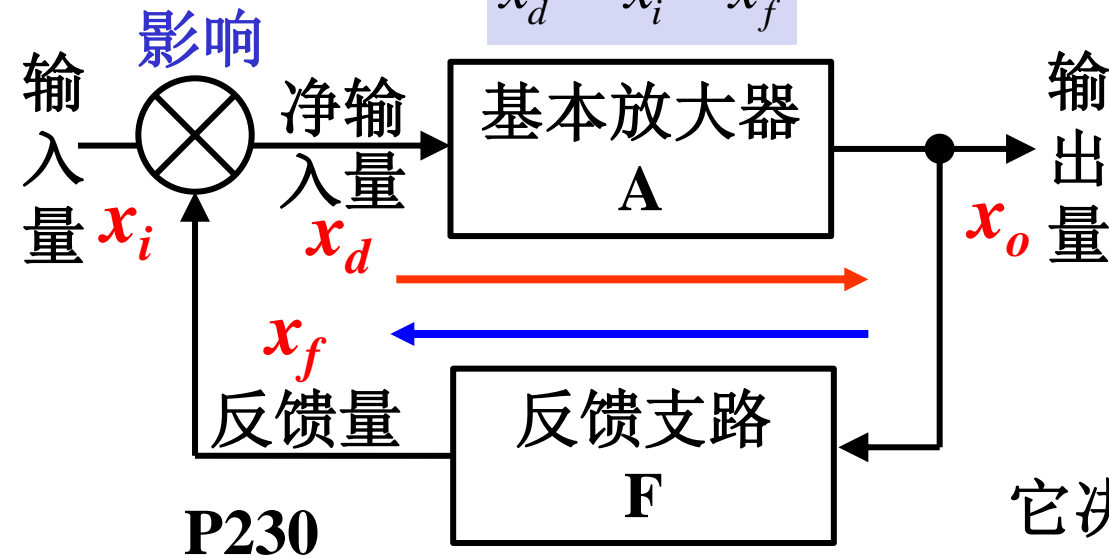 影响
输入量
x_i
净输入量
x_d
基本放大器
A
输出量
x_o
x_f
反馈量
反馈支路
F
P230